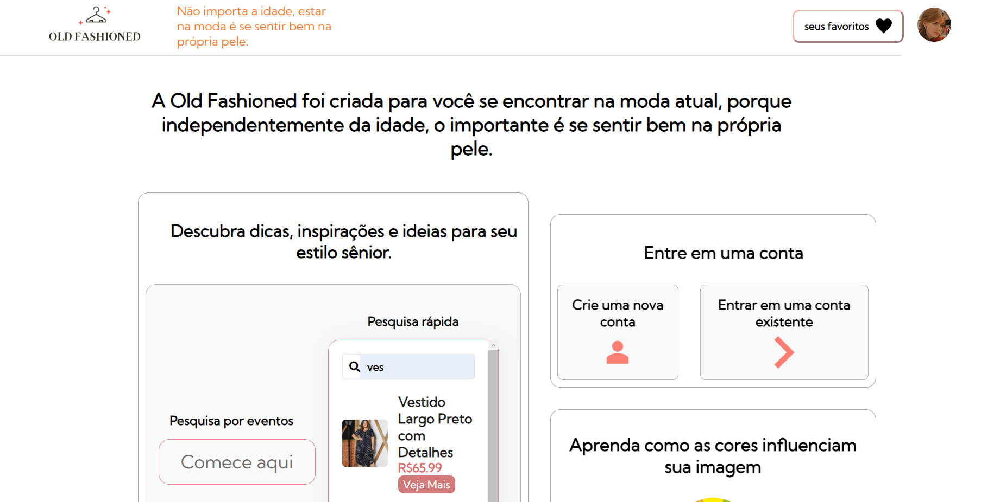 OLD FASHIONED
Não importa a idade, estar
na moda é se sentir bem na
própria pele.
seus favoritos
A Old Fashioned foi criada para você se encontrar na moda atual, porque
independentemente da idade, o importante é se sentir bem na própria
pele.
Descubra dicas, inspirações e ideias para seu
estilo sênior.
Pesquisa rápida
ves
Vestido
Largo Preto
com
Detalhes
R$65.99
Veja Mais
Pesquisa por eventos
Comece aqui
Entre em uma conta
Crie uma nova
conta
Entrar em uma conta
existente
Aprenda como as cores influenciam
sua imagem